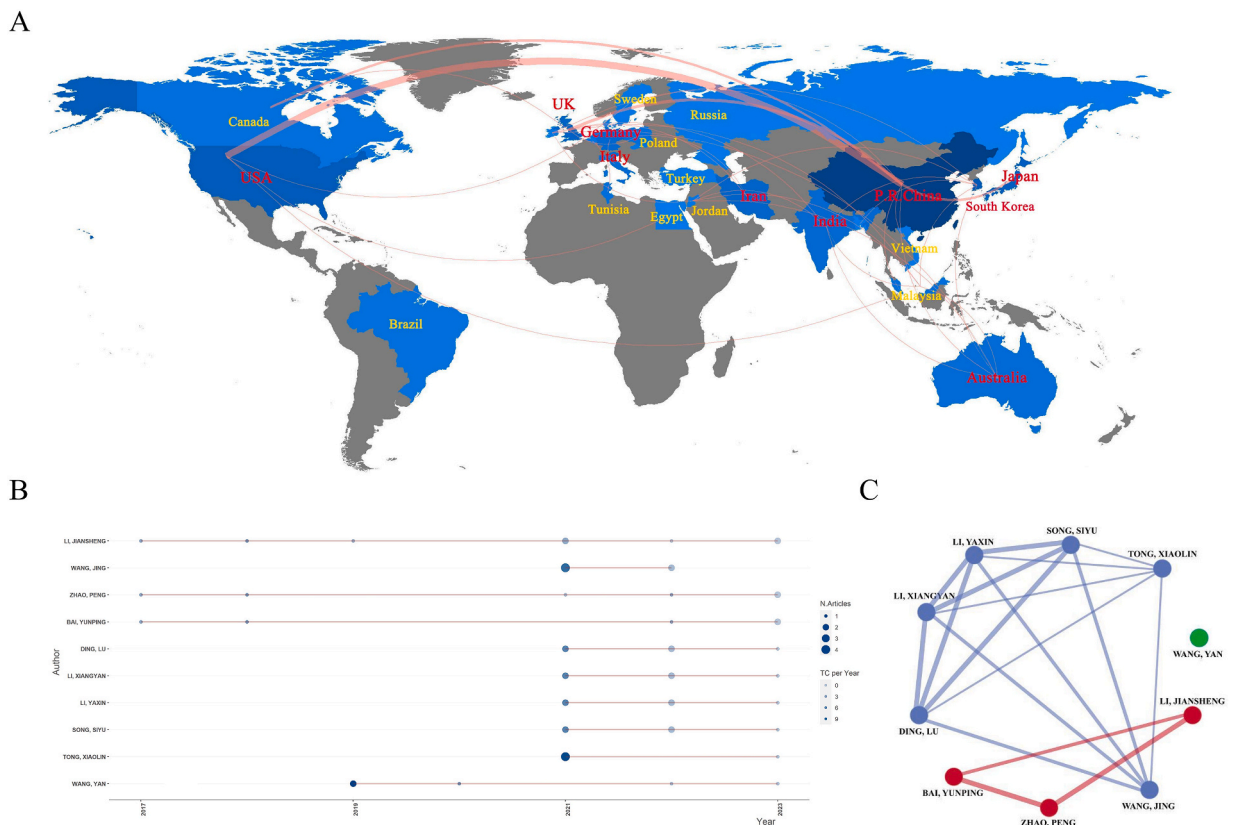 A
UK
Sweden
Canada
Russia
Germany
Poland
Italy
USA
Turkey
Japan
Iran
P.R.China
Tunisia
Egypt
Jordan
India
South Korea
Vietnam
Malaysia
Brazil
Australia
B
LI, JIANSHENG
WANG, JING
ZHAO, PENG
BAI, YUNPING
DING, LU
LI, XIANGYAN
LI, YAXIN
SONG, SIYU
TONG, XIAOLIN
WANG, YAN
Author
2017
2019
2021
2023
Year
N.Articles
1
2
3
4
TC per Year
0
3
6
9
C
SONG, SIYU
LI, YAXIN
TONG, XIAOLIN
LI, XIANGYAN
WANG, YAN
LI, JIANSHENG
DING, LU
BAI, YUNPING
WANG, JING
ZHAO, PENG